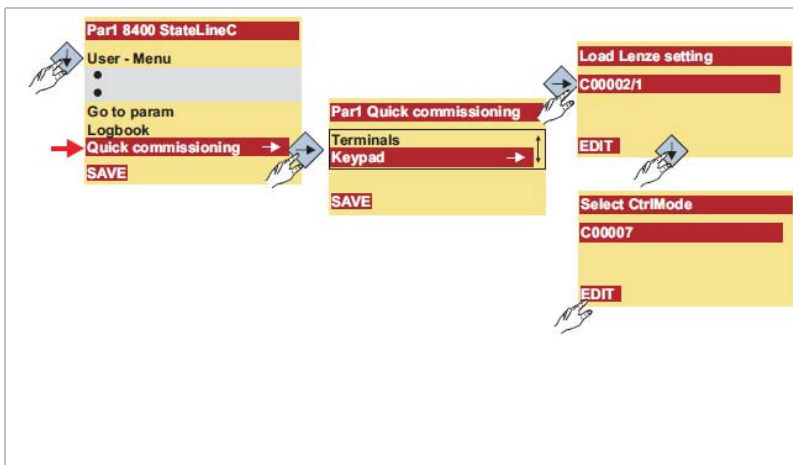 Par1 8400 StateLineC
User - Menu
Go to param
Logbook
Quick commissioning
SAVE
Par1 Quick commissioning
Terminals
Keypad
SAVE
Load Lenze setting
C00002/1
EDIT
Select CtrlMode
C00007
EDIT